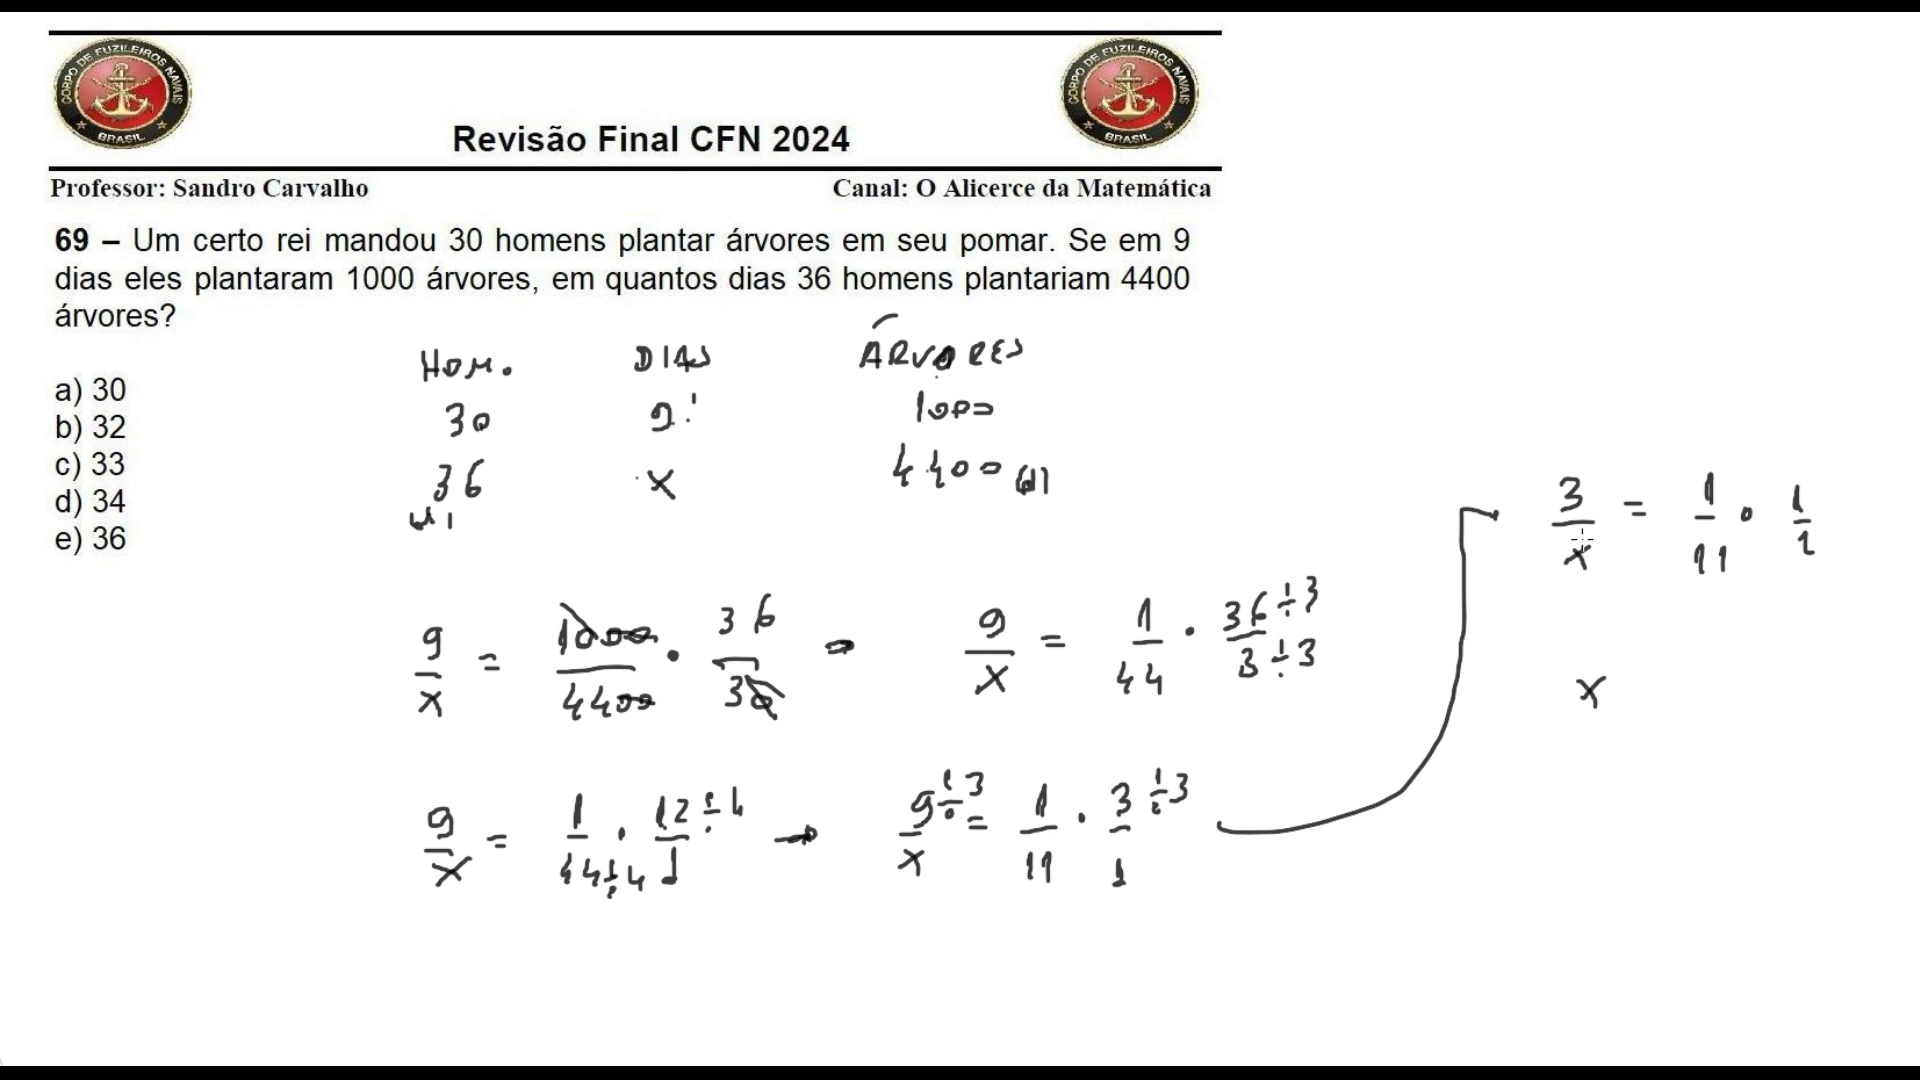 CORPO DE FUZILEIROS NAVAIS
BRASIL
CORPO DE FUZILEIROS NAVAIS
BRASIL
Revisão Final CFN 2024
Professor: Sandro Carvalho Canal: O Alicerce da Matemática
69 – Um certo rei mandou 30 homens plantar árvores em seu pomar. Se em 9
dias eles plantaram 1000 árvores, em quantos dias 36 homens plantariam 4400
árvores?
a) 30
b) 32
c) 33
d) 34
e) 36
HOM. DIAS ÁRVORES
30 9 1000
36 x 4400
9/x = 1000/4400 . 36/30
9/x = 1/44 . 36÷3/3÷3
9/x = 1/44÷4 . 12÷4/1
9÷3/x = 1/11 . 3÷3/1
3/x = 1/11 . 1/1
x